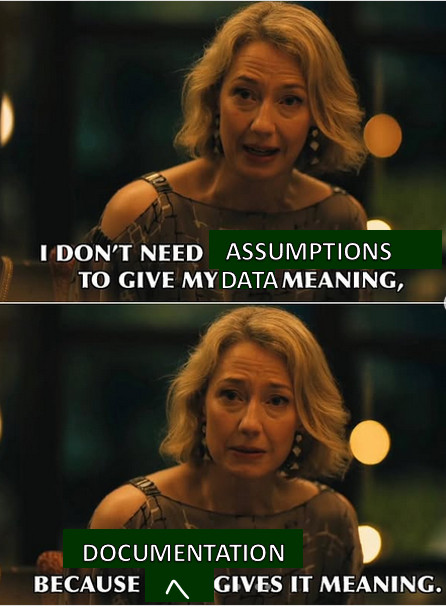 I DON'T NEED ASSUMPTIONS
TO GIVE MY DATA MEANING,
DOCUMENTATION
BECAUSE ^ GIVES IT MEANING.